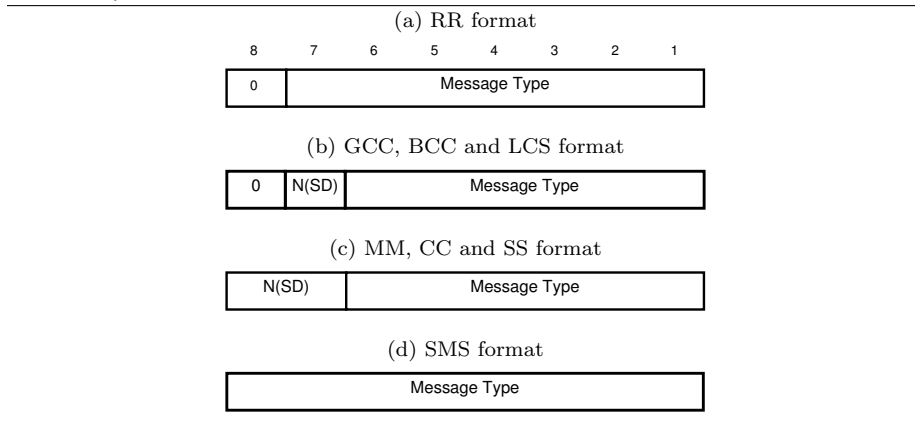 (a) RR format
8 7 6 5 4 3 2 1
0 Message Type
(b) GCC, BCC and LCS format
0 N(SD) Message Type
(c) MM, CC and SS format
N(SD) Message Type
(d) SMS format
Message Type